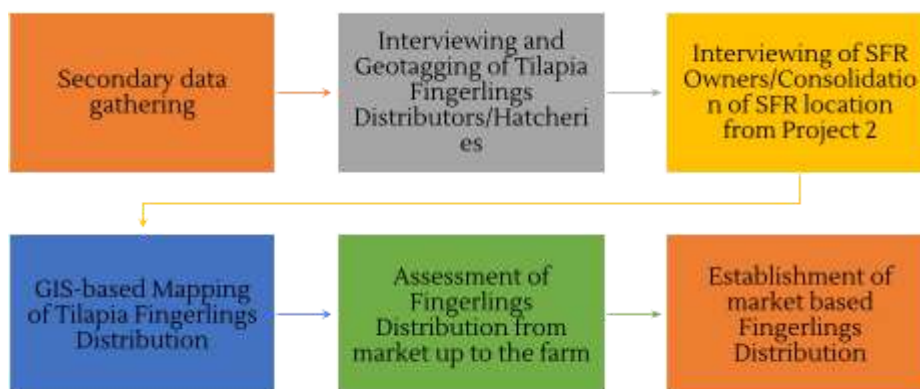 Secondary data
gathering
Interviewing and
Geotagging of Tilapia
Fingerlings
Distributors/Hatcheri
es
Interviewing of SFR
Owners/Consolidatio
n of SFR location
from Project 2
GIS-based Mapping
of Tilapia Fingerlings
Distribution
Assessment of
Fingerlings
Distribution from
market up to the farm
Establishment of
market based
Fingerlings
Distribution